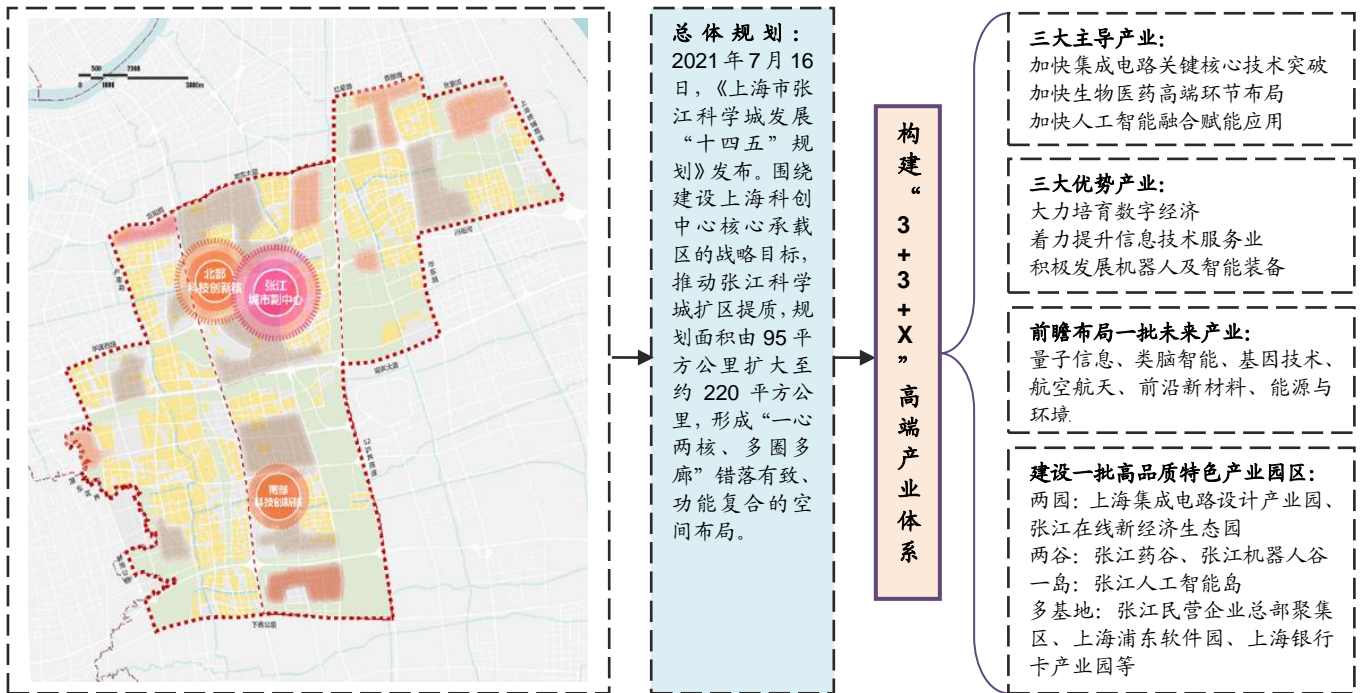 500 2000
0 1000 5000m
北部
科技创新核
张江
城市副中心
南部
科技创新核
总体规划：
2021年7月16
日，《上海市张
江科学城发展
“十四五”规
划》发布。围绕
建设上海科创
中心核心承载
区的战略目标，
推动张江科学
城扩区提质，规
划面积由95平
方公里扩大至
约220平方公
里，形成“一心
两核、多圈多
廊”错落有致、
功能复合的空
间布局。
构建“3+3+X”高端产业体系
三大主导产业：
加快集成电路关键核心技术突破
加快生物医药高端环节布局
加快人工智能融合赋能应用
三大优势产业：
大力培育数字经济
着力提升信息技术服务业
积极发展机器人及智能装备
前瞻布局一批未来产业：
量子信息、类脑智能、基因技术、
航空航天、前沿新材料、能源与
环境
建设一批高品质特色产业园区：
两园：上海集成电路设计产业园、
张江在线新经济生态园
两谷：张江药谷、张江机器人谷
一岛：张江人工智能岛
多基地：张江民营企业总部聚集
区、上海浦东软件园、上海银行
卡产业园等